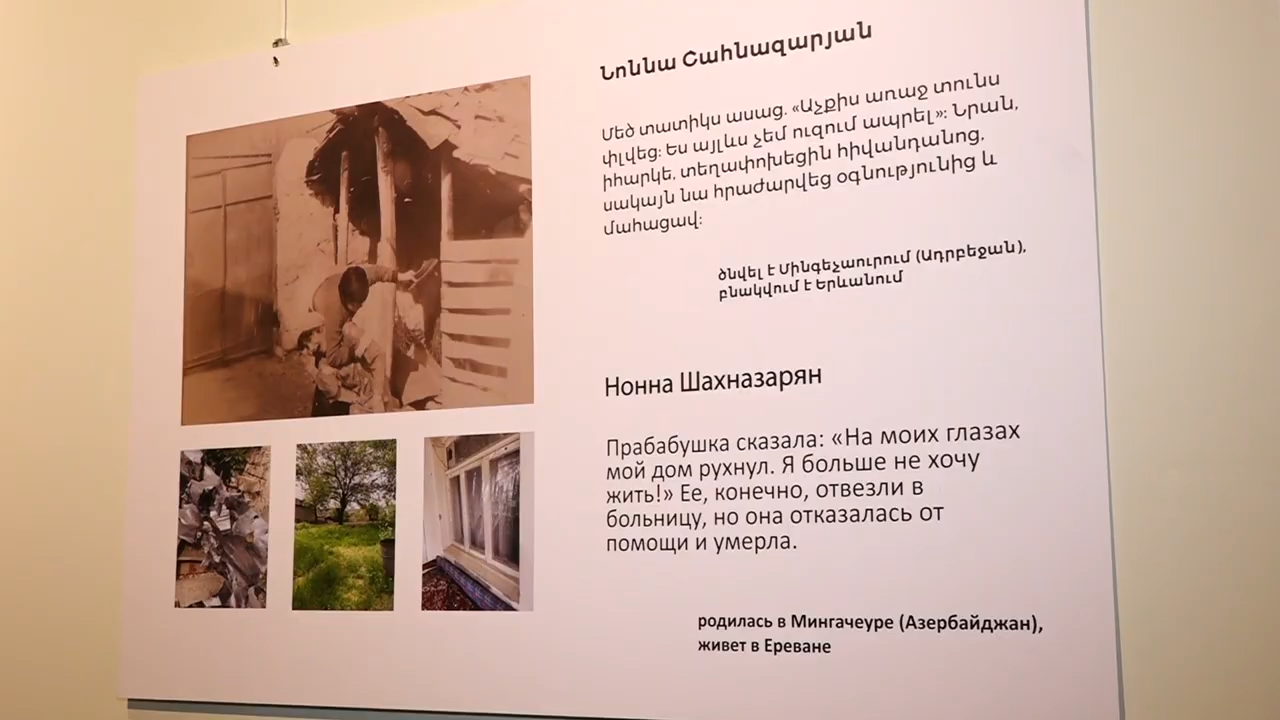 Նոննա Շահնազարյան
Մեծ տատիկս ասաց. «Աչքիս առաջ տունս
փլվեց: Ես այլևս չեմ ուզում ապրել»: Նրան,
իհարկե, տեղափոխեցին հիվանդանոց,
սակայն նա հրաժարվեց օգնությունից և
մահացավ:
ծնվել է Մինգեչաուրում (Ադրբեջան),
բնակվում է Երևանում
Нонна Шахназарян
Прабабушка сказала: «На моих глазах
мой дом рухнул. Я больше не хочу
жить!» Ее, конечно, отвезли в
больницу, но она отказалась от
помощи и умерла.
родилась в Мингачеуре (Азербайджан),
живет в Ереване